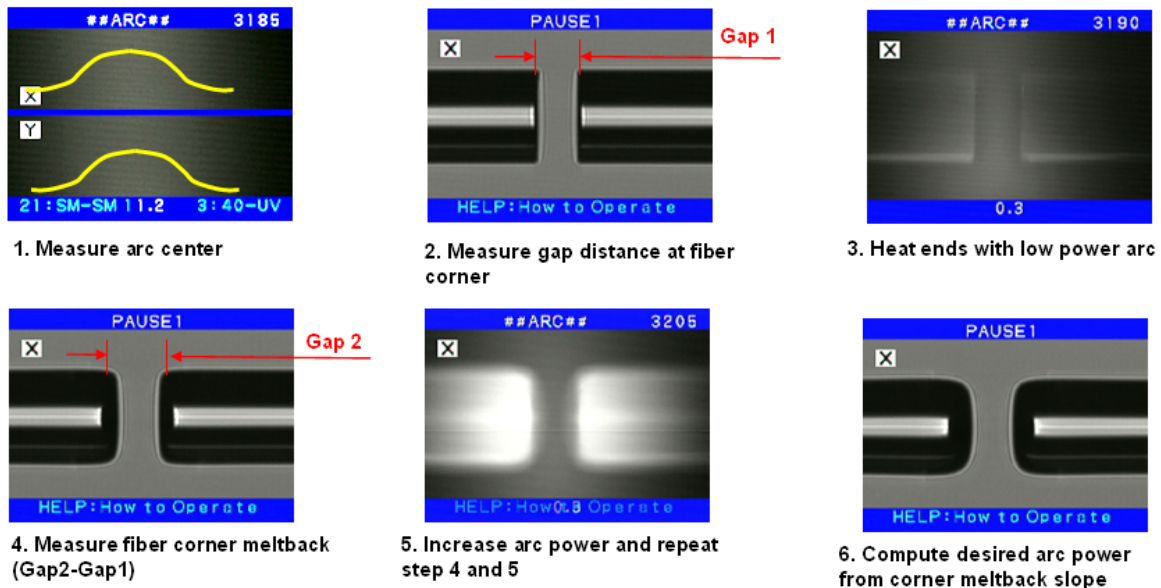 ##ARC## 3185
X
Y
21:SM-SM 11.2 3:40-UV
1. Measure arc center
PAUSE1
X
Gap 1
HELP:How to Operate
2. Measure gap distance at fiber
corner
##ARC## 3190
X
0.3
3. Heat ends with low power arc
PAUSE1
X
Gap 2
HELP:How to Operate
4. Measure fiber corner meltback
(Gap2-Gap1)
##ARC## 3205
X
HELP:How Operate
5. Increase arc power and repeat
step 4 and 5
PAUSE1
X
HELP:How to Operate
6. Compute desired arc power
from corner meltback slope